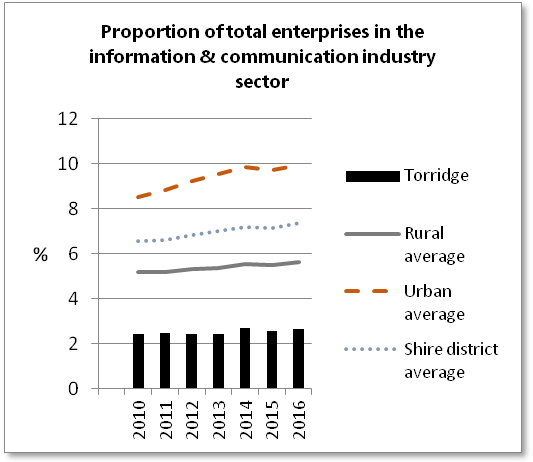 Proportion of total enterprises in the
information & communication industry
sector
12
10
8
6
4
2
0
%
2010
2011
2012
2013
2014
2015
2016
Torridge
Rural
average
Urban
average
Shire district
average